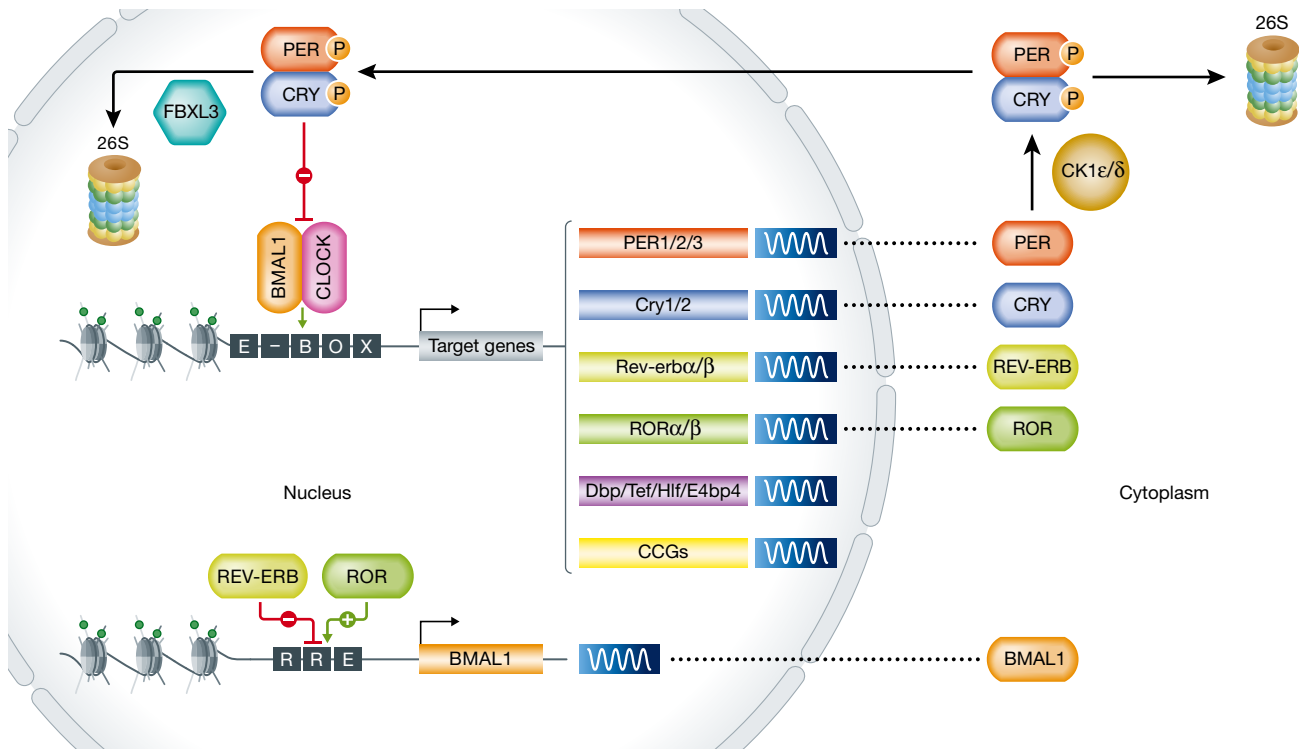 26S
PER P
CRY P
FBXL3
26S
PER P
CRY P
26S
CK1ε/δ
BMAL1
CLOCK
E – B O X
Target genes
PER1/2/3
PER
Cry1/2
CRY
Rev-erbα/β
REV-ERB
RORα/β
ROR
Dbp/Tef/Hlf/E4bp4
CCGs
Nucleus
Cytoplasm
REV-ERB
ROR
R R E
BMAL1
BMAL1